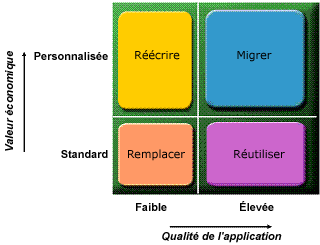 Valeur économique
Personnalisée
Réécrire
Migrer
Standard
Remplacer
Réutiliser
Faible
Élevée
Qualité de l'application